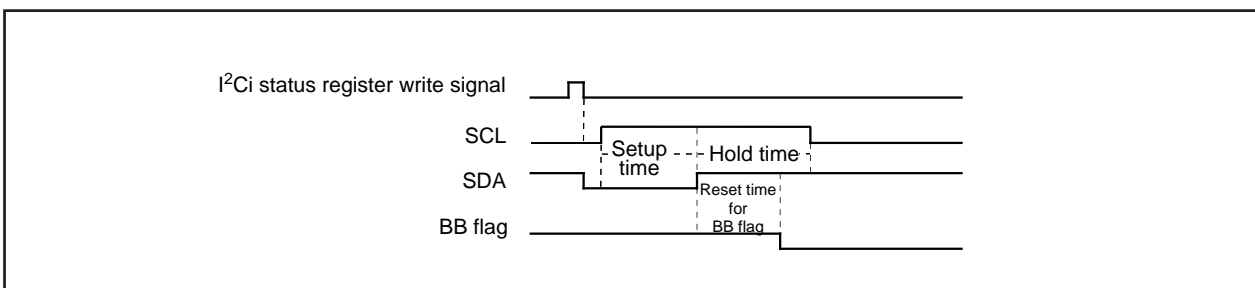 I²Ci status register write signal
SCL
Setup
time
Hold time
SDA
Reset time
for
BB flag
BB flag